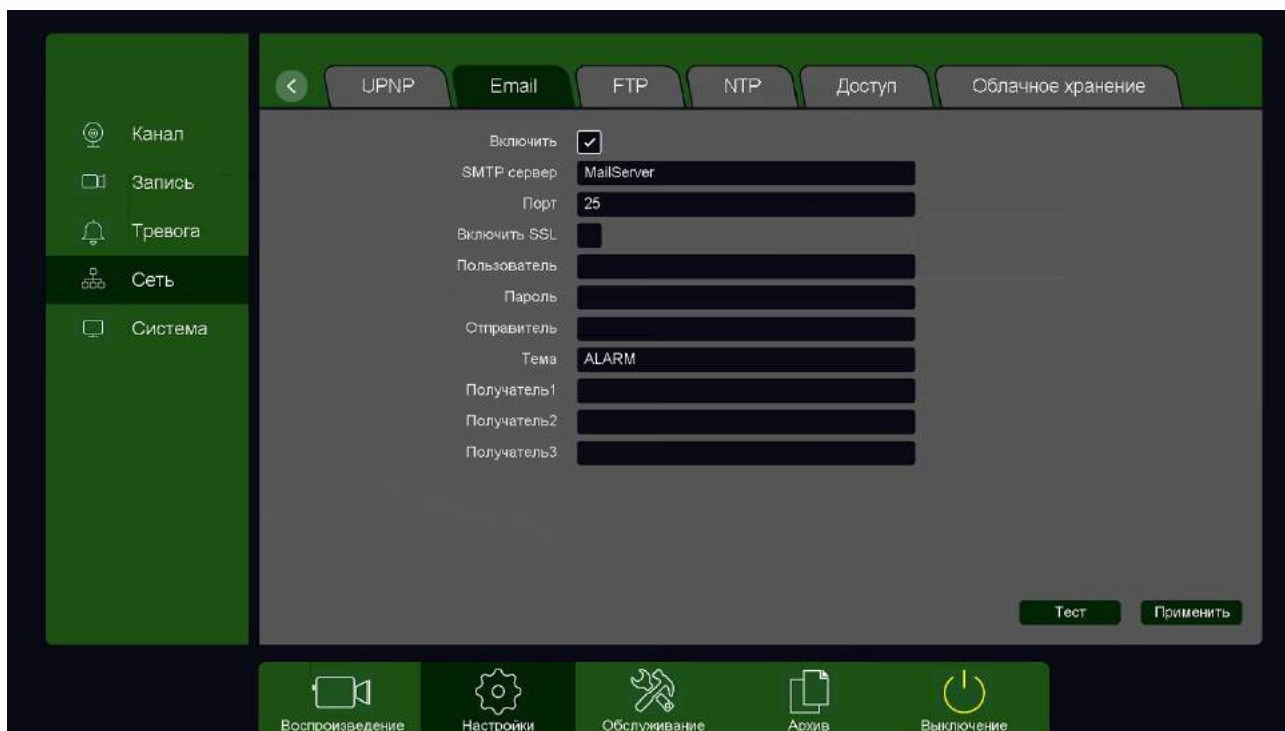 UPNP Email FTP NTP Доступ Облачное хранение
Канал
Запись
Тревога
Сеть
Система
Включить
SMTP сервер MailServer
Порт 25
Включить SSL
Пользователь
Пароль
Отправитель
Тема ALARM
Получатель1
Получатель2
Получатель3
Тест Применить
Воспроизведение Настройки Обслуживание Архив Выключение